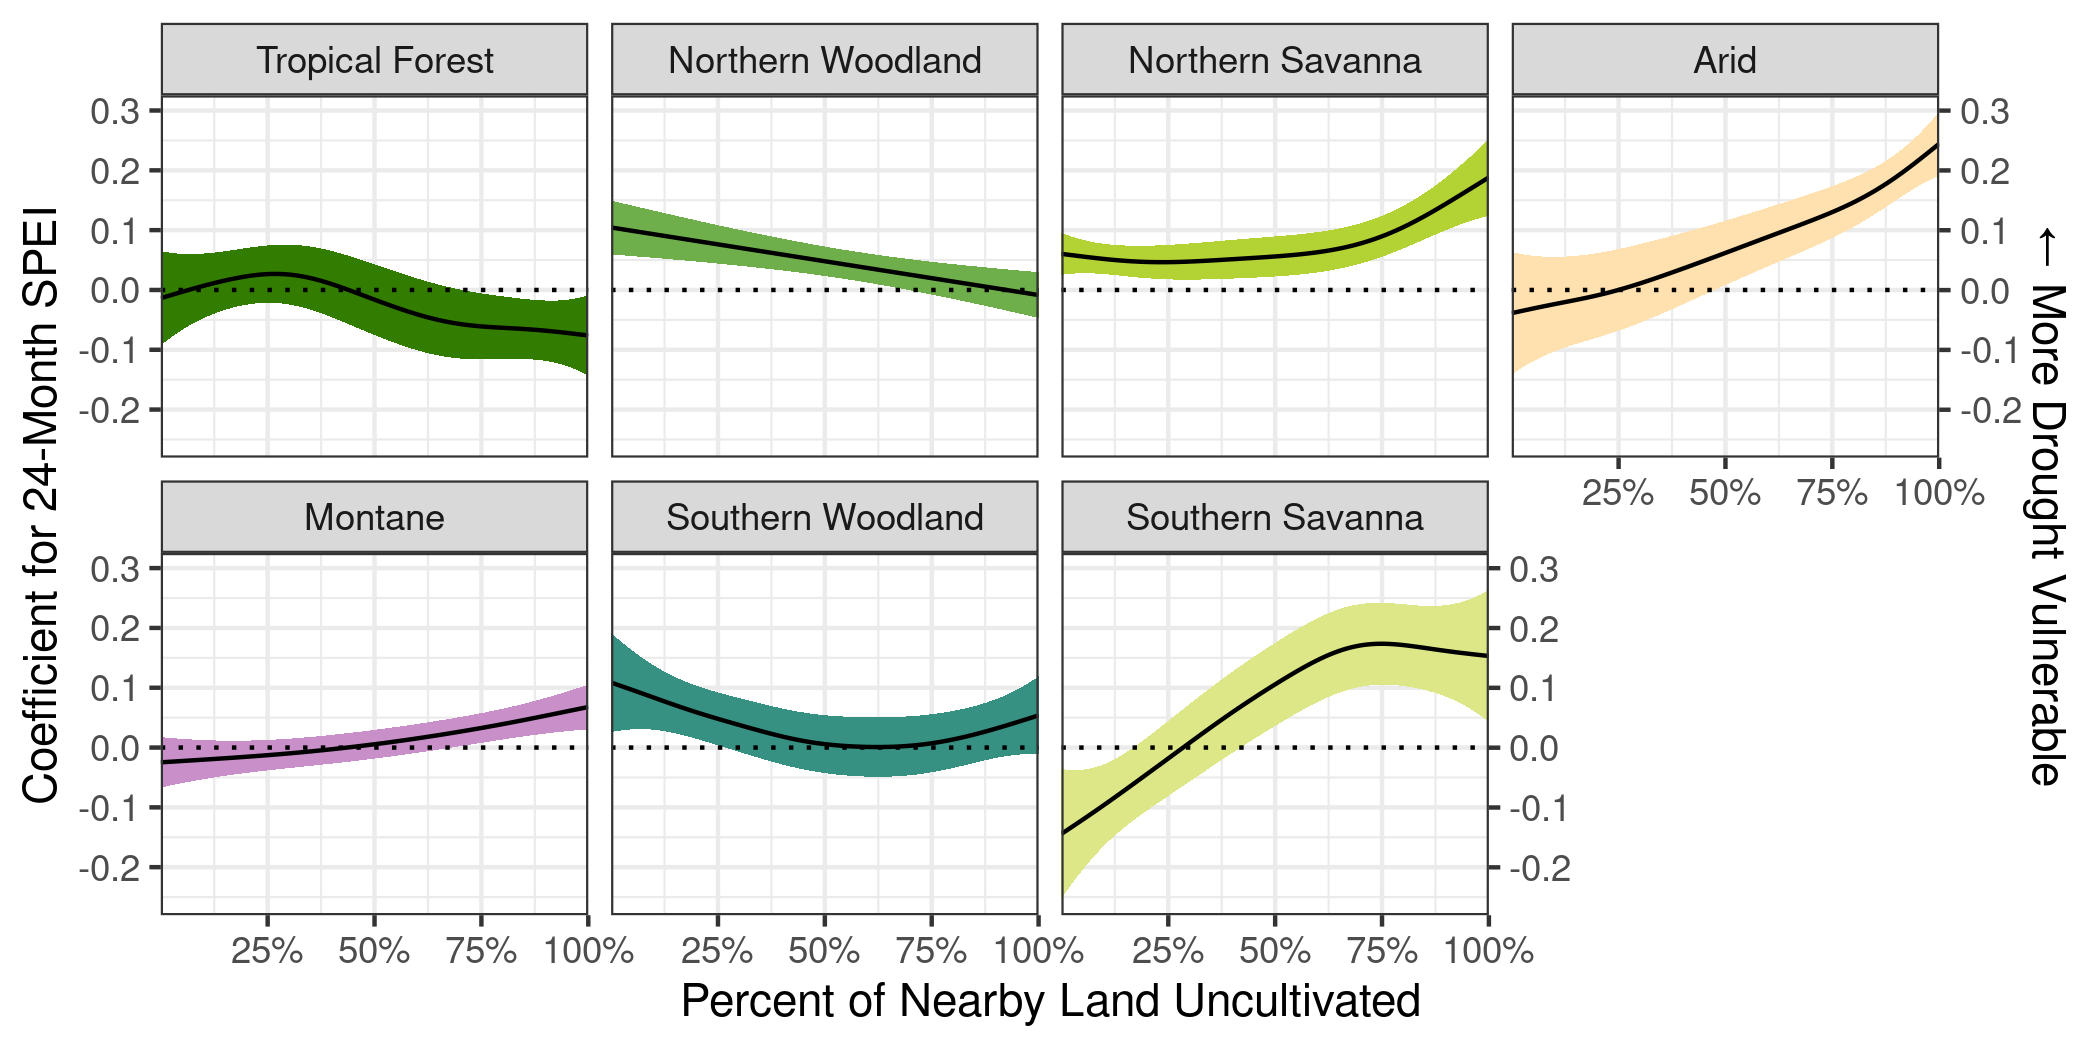 Tropical Forest
Northern Woodland
Northern Savanna
Arid
0.3
0.2
0.1
0.0
-0.1
-0.2
0.3
0.2
0.1
0.0
-0.1
-0.2
25% 50% 75% 100%
Montane
Southern Woodland
Southern Savanna
0.3
0.2
0.1
0.0
-0.1
-0.2
0.3
0.2
0.1
0.0
-0.1
-0.2
25% 50% 75% 100%
25% 50% 75% 100%
25% 50% 75% 100%
Percent of Nearby Land Uncultivated
Coefficient for 24-Month SPEI
← More Drought Vulnerable